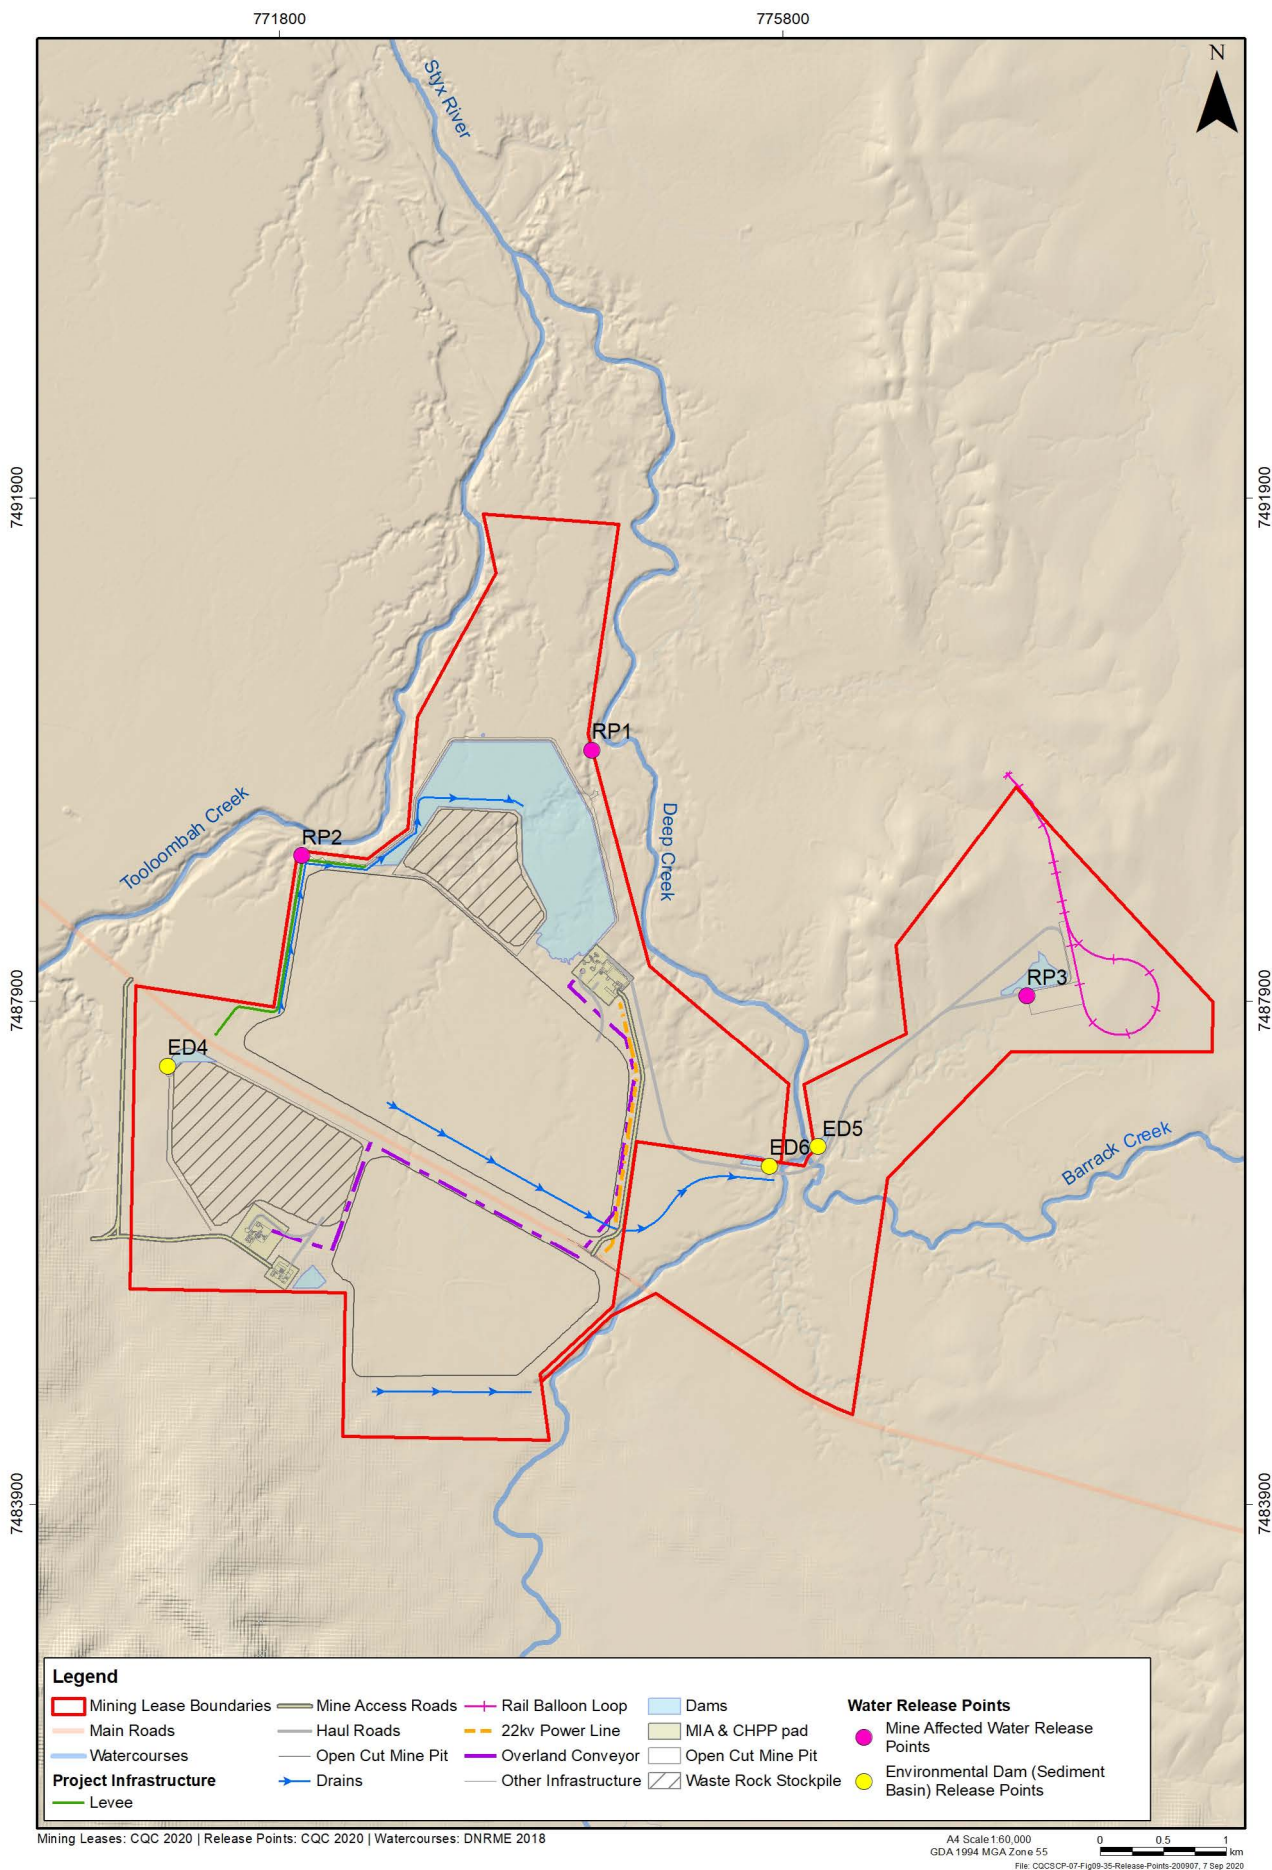 771800
775800
N
Styx River
7491900
7491900
RP1
Tooloombah Creek
RP2
Deep Creek
RP3
7487900
7487900
ED4
ED5
ED6
Barrack Creek
7483900
7483900
Legend
Mining Lease Boundaries
Main Roads
Watercourses
Project Infrastructure
Levee
Mine Access Roads
Haul Roads
Open Cut Mine Pit
Drains
Rail Balloon Loop
22kv Power Line
Overland Conveyor
Other Infrastructure
Dams
MIA & CHPP pad
Open Cut Mine Pit
Waste Rock Stockpile
Water Release Points
Mine Affected Water Release
Points
Environmental Dam (Sediment
Basin) Release Points
Mining Leases: CQC 2020 | Release Points: CQC 2020 | Watercourses: DNRME 2018
A4 Scale 1:60,000
GDA 1994 MGA Zone 55
0 0.5 1
km
File: CQCSCP-07-Fig09-35-Release-Points-200907, 7 Sep 2020